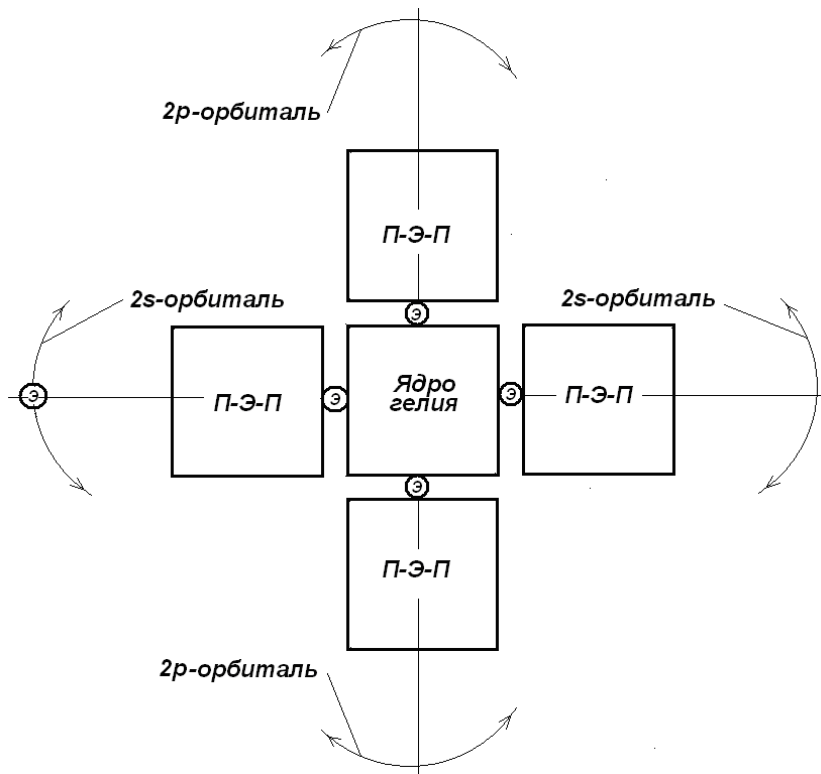 2р-орбиталь
П-Э-П
2s-орбиталь
2s-орбиталь
Э
Э
П-Э-П
Э
Ядро
гелия
Э
П-Э-П
Э
П-Э-П
2р-орбиталь